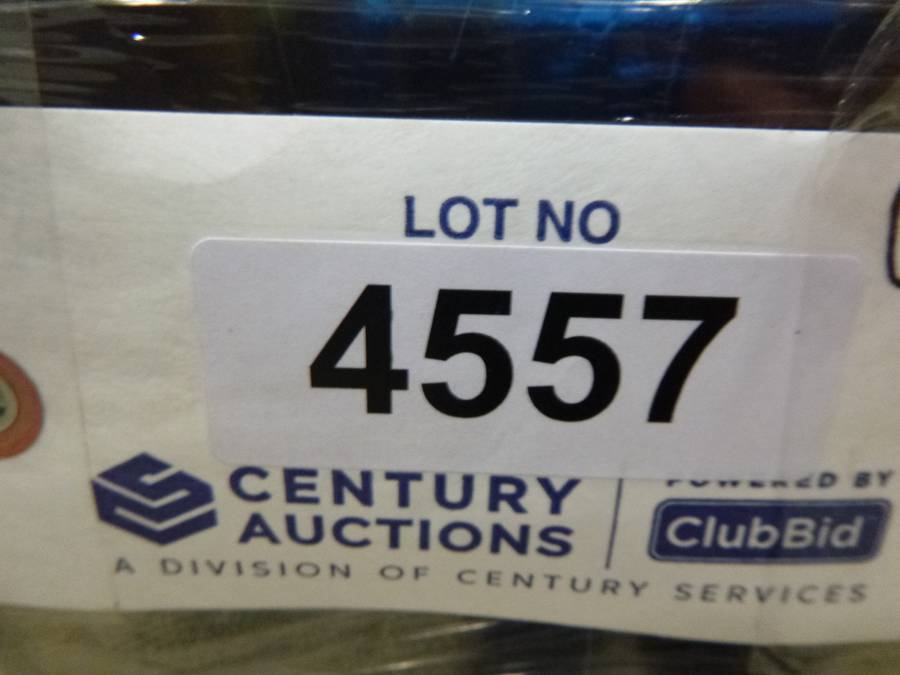 LOT NO
4557
CENTURY
AUCTIONS
A DIVISION OF CENTURY SERVICES
POWERED BY
ClubBid